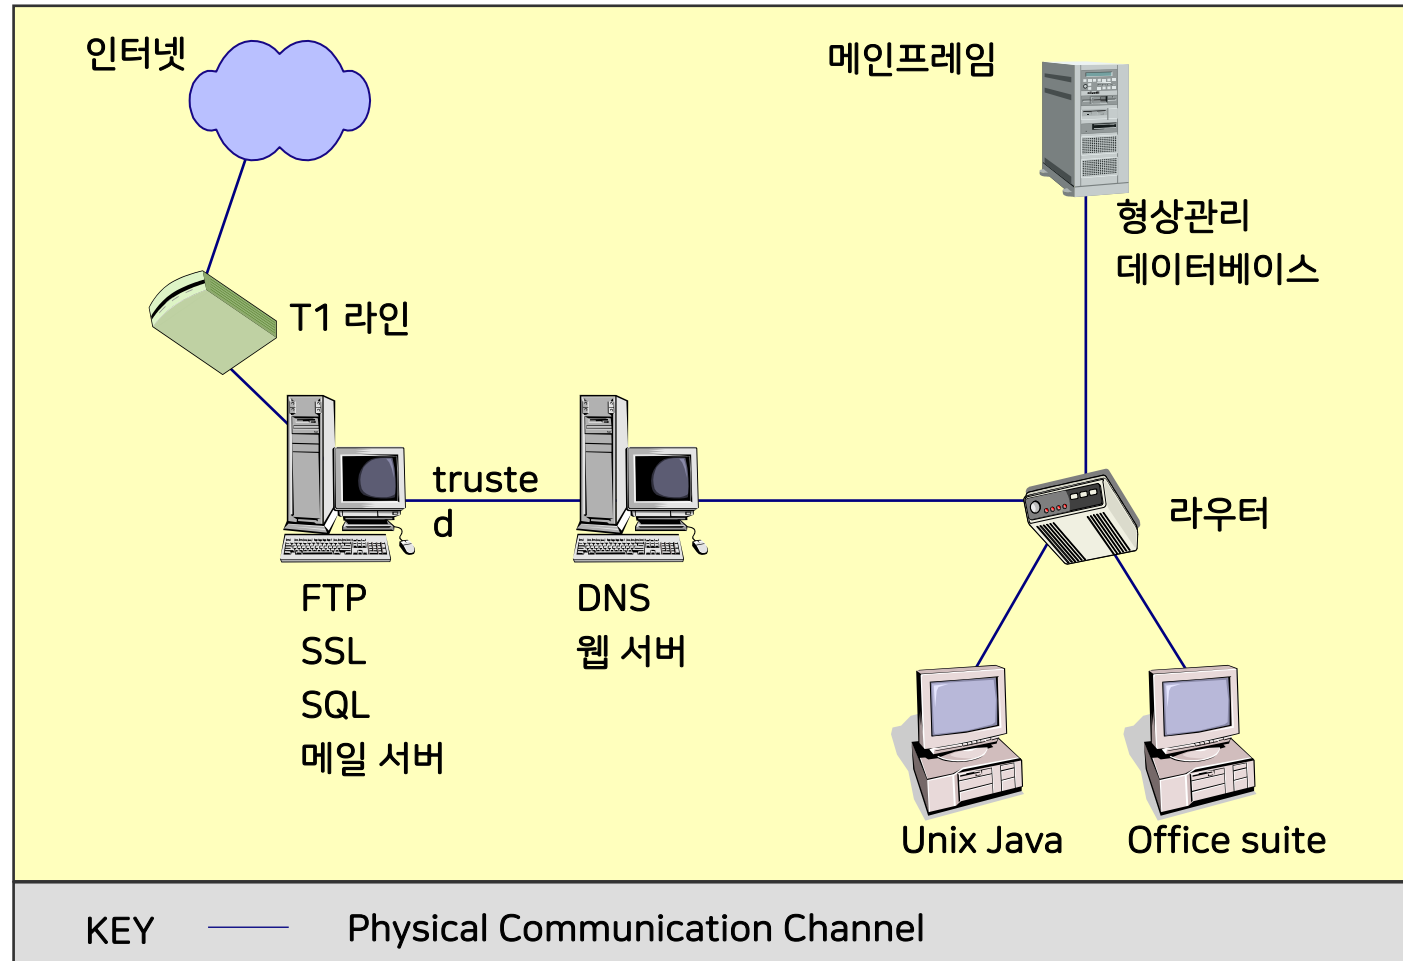 인터넷
메인프레임
형상관리
데이터베이스
T1 라인
truste
d
라우터
FTP
SSL
SQL
메일 서버
DNS
웹 서버
Unix Java
Office suite
KEY
Physical Communication Channel